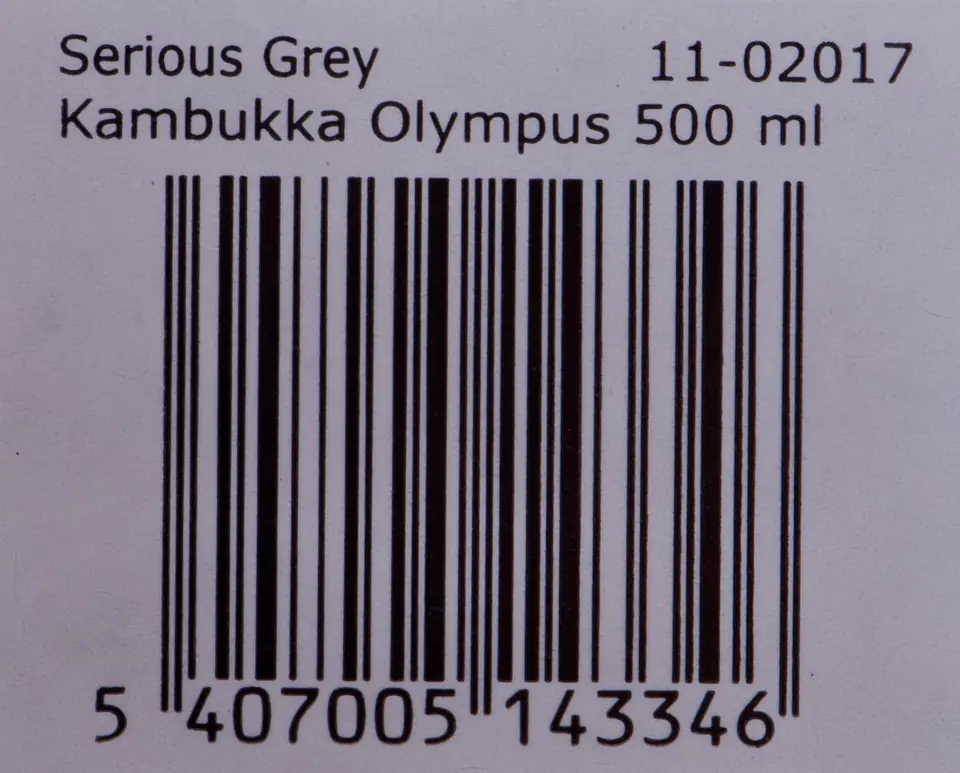 Serious Grey 11-02017
Kambukka Olympus 500 ml
5 407005 143346